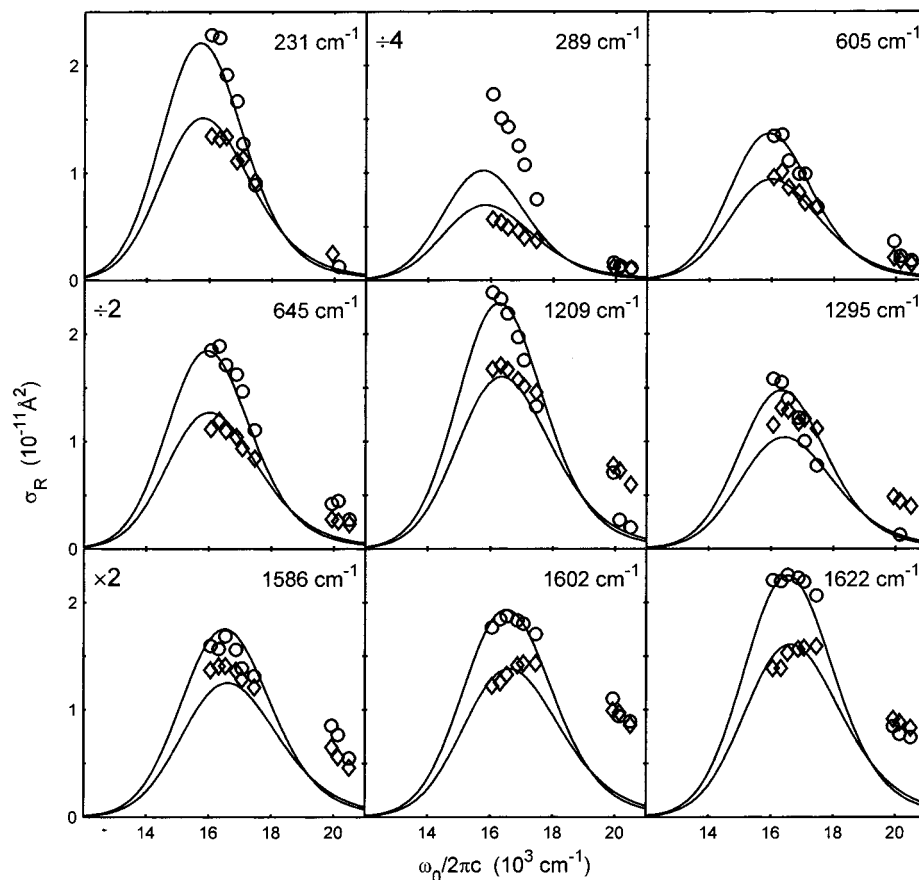 231 cm⁻¹
÷4 289 cm⁻¹
605 cm⁻¹
2
1
0
÷2 645 cm⁻¹
1209 cm⁻¹
1295 cm⁻¹
2
1
0
σR (10⁻¹¹Å²)
×2 1586 cm⁻¹
1602 cm⁻¹
1622 cm⁻¹
2
1
0
14 16 18 20 14 16 18 20 14 16 18 20
ω₀/2πc (10³ cm⁻¹)